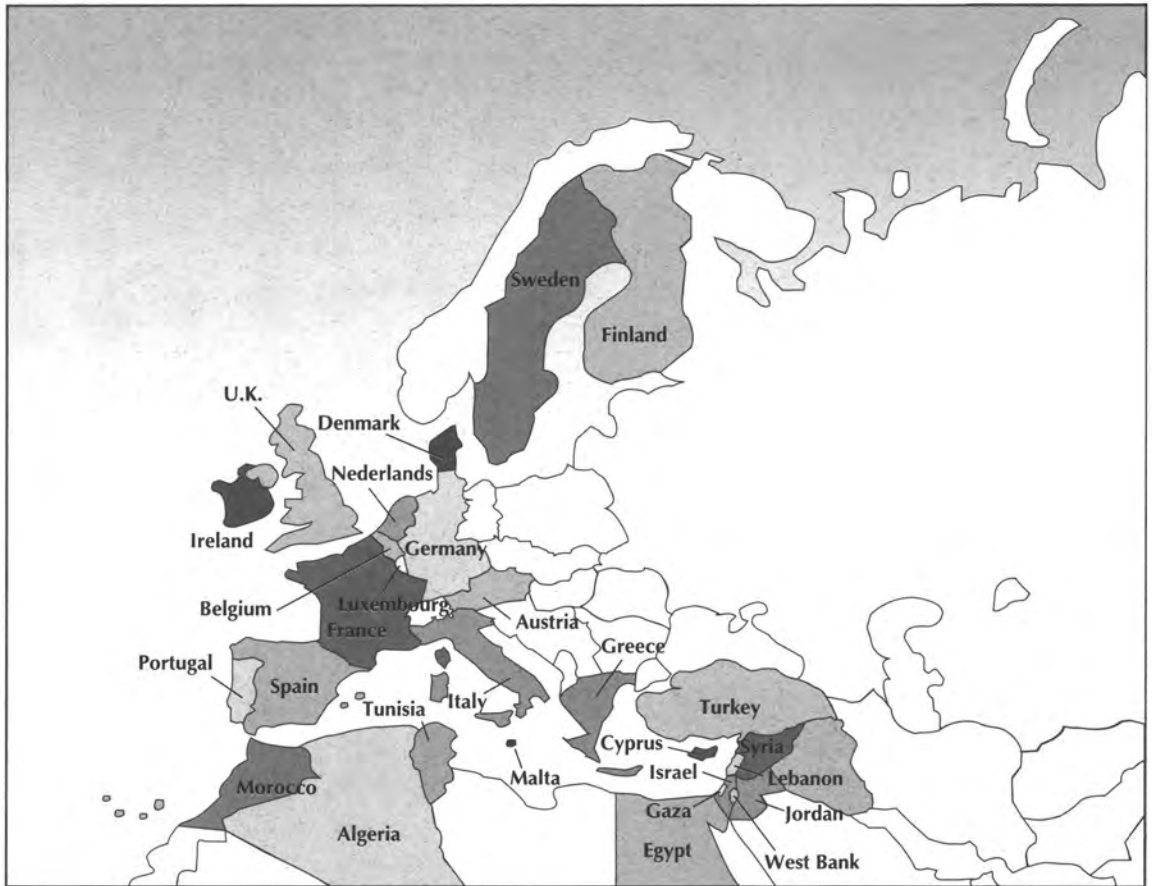 Sweden
Finland
U.K.
Denmark
Nederlands
Ireland
Germany
Belgium
Luxembourg
France
Austria
Portugal
Spain
Greece
Italy
Tunisia
Turkey
Cyprus
Syria
Malta
Israel
Lebanon
Morocco
Gaza
Jordan
Algeria
Egypt
West Bank